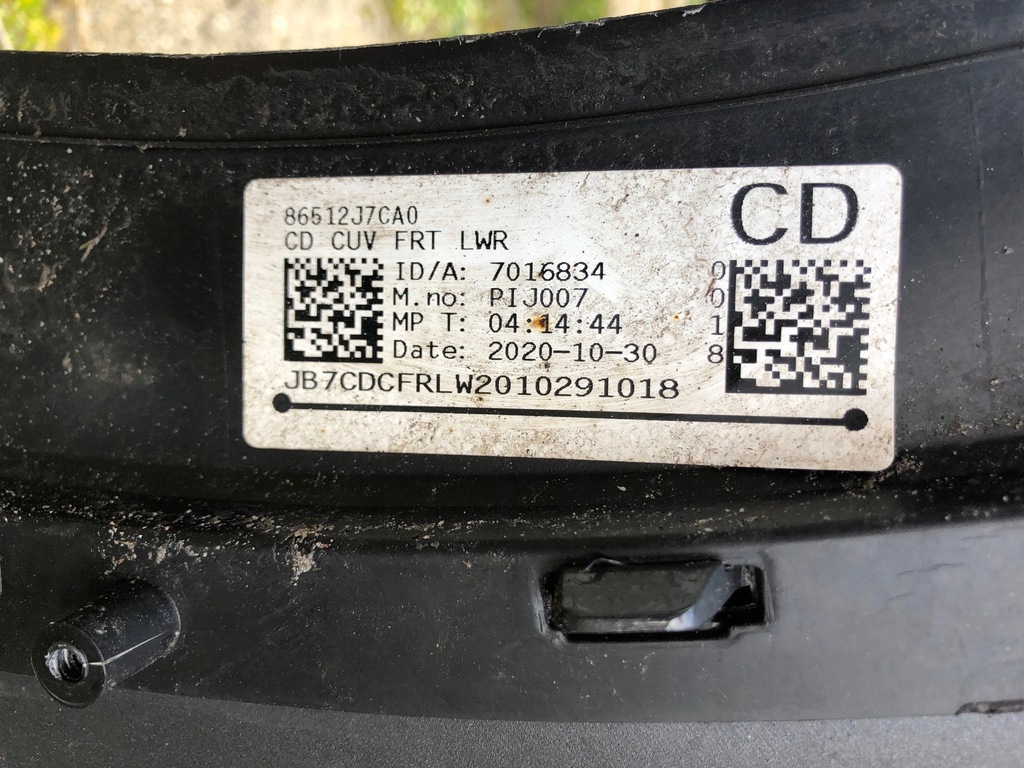 86512J7CA0
CD
CD CUV FRT LWR
ID/A: 7016834
M.no: PIJ007
MP T: 04:14:44
Date: 2020-10-30
0
0
1
8
JB7CDCFRLW2010291018